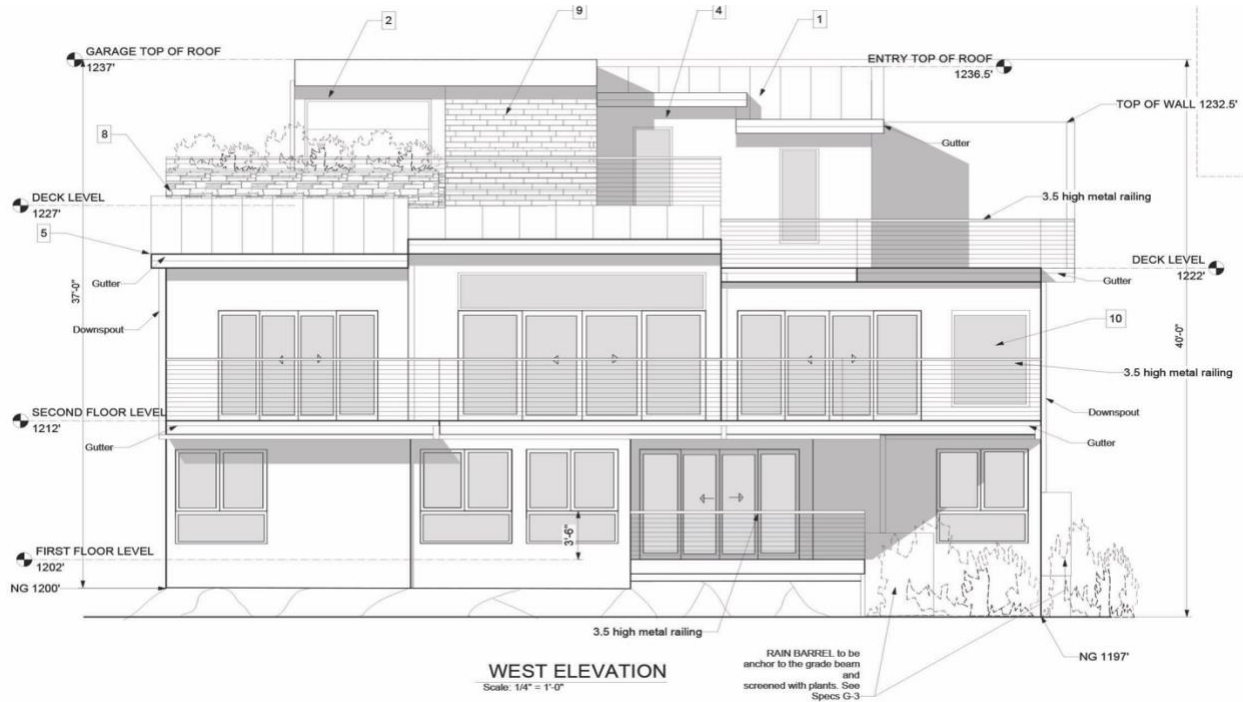 2
9
4
1
GARAGE TOP OF ROOF
1237'
ENTRY TOP OF ROOF
1236.5'
TOP OF WALL 1232.5'
Gutter
8
3.5 high metal railing
DECK LEVEL
1227'
5
DECK LEVEL
1222'
Gutter
Gutter
37'-0"
Downspout
10
40'-0"
3.5 high metal railing
SECOND FLOOR LEVEL
1212'
Downspout
Gutter
Gutter
3'-6"
FIRST FLOOR LEVEL
1202'
NG 1200'
3.5 high metal railing
NG 1197'
RAIN BARREL to be
anchor to the grade beam
and
screened with plants. See
Specs G-3
WEST ELEVATION
Scale: 1/4" = 1'-0"